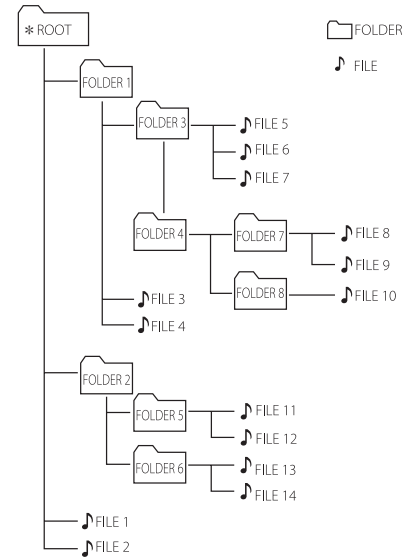 * ROOT
FOLDER
FILE
FOLDER 1
FOLDER 3
FILE 5
FILE 6
FILE 7
FOLDER 4
FOLDER 7
FILE 8
FILE 9
FOLDER 8
FILE 10
FILE 3
FILE 4
FOLDER 2
FOLDER 5
FILE 11
FILE 12
FOLDER 6
FILE 13
FILE 14
FILE 1
FILE 2